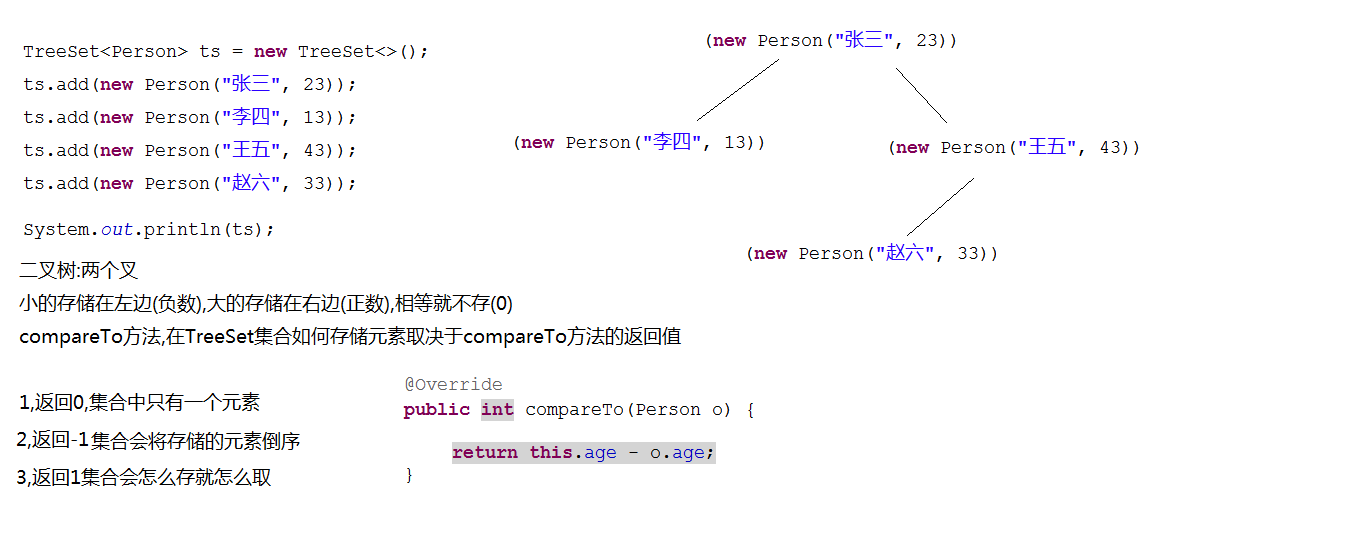 TreeSet<Person> ts = new TreeSet<>();
ts.add(new Person("张三", 23));
ts.add(new Person("李四", 13));
ts.add(new Person("王五", 43));
ts.add(new Person("赵六", 33));
System.out.println(ts);
二叉树:两个叉
小的存储在左边(负数),大的存储在右边(正数),相等就不存(0)
compareTo方法,在TreeSet集合如何存储元素取决于compareTo方法的返回值
1,返回0,集合中只有一个元素
2,返回-1集合会将存储的元素倒序
3,返回1集合会怎么存就怎么取
(new Person("张三", 23))
(new Person("李四", 13))
(new Person("王五", 43))
(new Person("赵六", 33))
@Override
public int compareTo(Person o) {
return this.age - o.age;
}